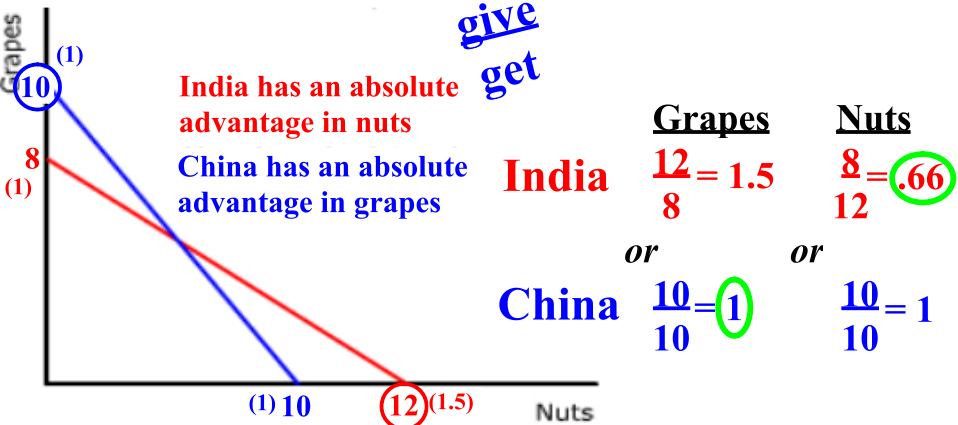 give
get
Grapes
(1)
10
India has an absolute
advantage in nuts
China has an absolute
advantage in grapes
8
(1)
(1) 10
12 (1.5)
Nuts
Grapes Nuts
India 12/8 = 1.5 8/12 = .66
or or
China 10/10 = 1 10/10 = 1